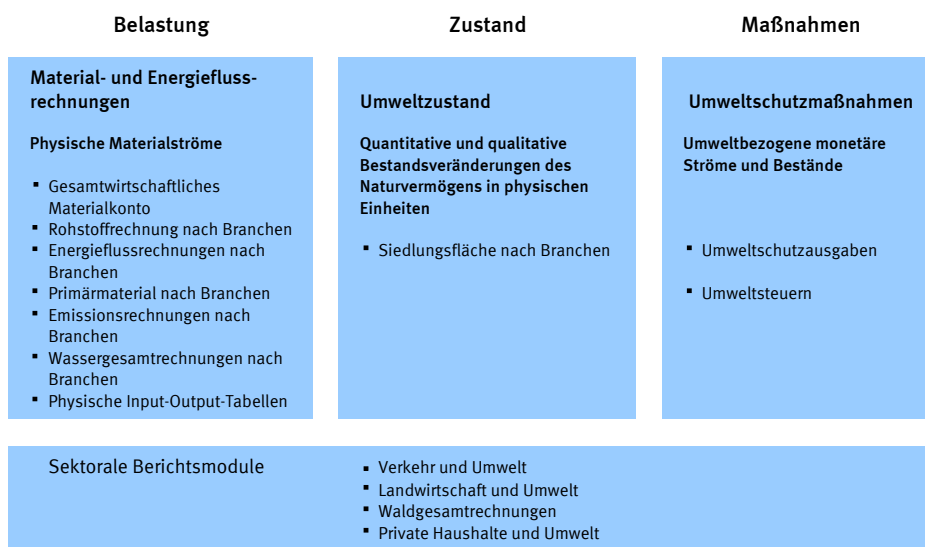 Belastung
Zustand
Maßnahmen
Material- und Energiefluss-
rechnungen
Physische Materialströme
▪ Gesamtwirtschaftliches
Materialkonto
▪ Rohstoffrechnung nach Branchen
▪ Energieflussrechnungen nach
Branchen
▪ Primärmaterial nach Branchen
▪ Emissionsrechnungen nach
Branchen
▪ Wassergesamtrechnungen nach
Branchen
▪ Physische Input-Output-Tabellen
Umweltzustand
Quantitative und qualitative
Bestandsveränderungen des
Naturvermögens in physischen
Einheiten
▪ Siedlungsfläche nach Branchen
Umweltschutzmaßnahmen
Umweltbezogene monetäre
Ströme und Bestände
▪ Umweltschutzausgaben
▪ Umweltsteuern
Sektorale Berichtsmodule
▪ Verkehr und Umwelt
▪ Landwirtschaft und Umwelt
▪ Waldgesamtrechnungen
▪ Private Haushalte und Umwelt